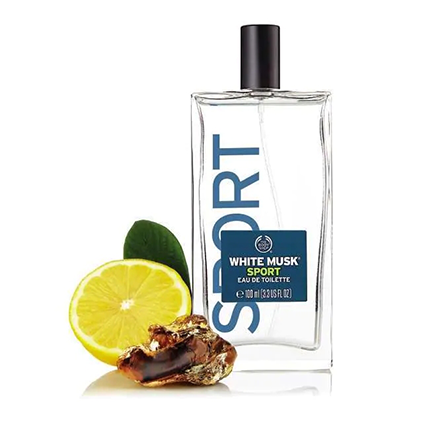 SPORT
WHITE MUSK®
SPORT
EAU DE TOILETTE
℮ 100 ml (3.3 US FL OZ)